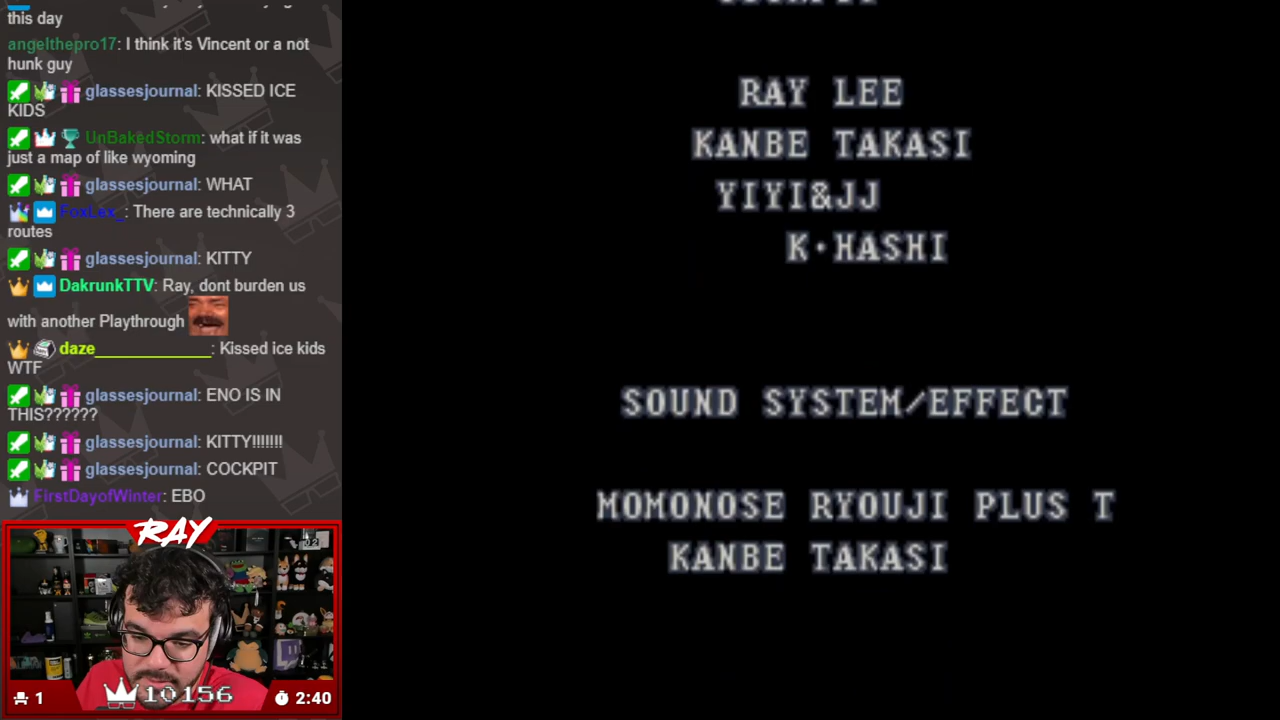 this day
angelthepro17: I think it's Vincent or a not
hunk guy
glassesjournal: KISSED ICE
KIDS
UnBakedStorm: what if it was
just a map of like wyoming
glassesjournal: WHAT
FoxLex_: There are technically 3
routes
glassesjournal: KITTY
DakrunkTTV: Ray, dont burden us
with another Playthrough
daze_____________: Kissed ice kids
WTF
glassesjournal: ENO IS IN
THIS??????
glassesjournal: KITTY!!!!!!!
glassesjournal: COCKPIT
FirstDayofWinter: EBO
RAY
1
10156
2:40
RAY LEE
KANBE TAKASI
YIYI&JJ
K·HASHI
SOUND SYSTEM/EFFECT
MOMONOSE RYOUJI PLUS T
KANBE TAKASI